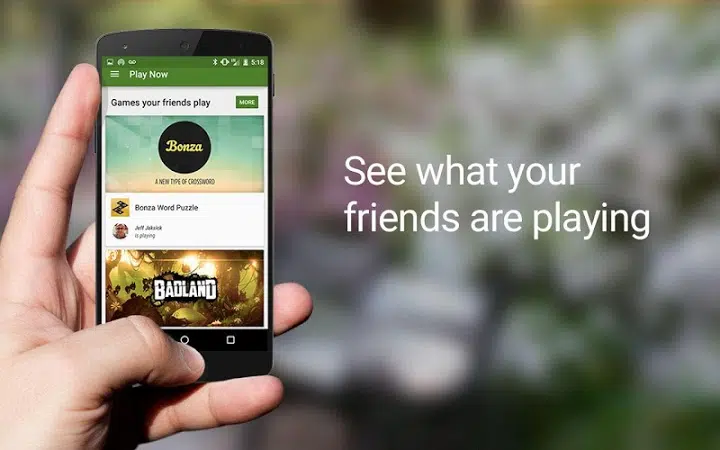 5:18
Play Now
Games your friends play
MORE
Bonza
A NEW TYPE OF CROSSWORD
Bonza Word Puzzle
Jeff Jaksick
is playing
BADLAND
See what your
friends are playing